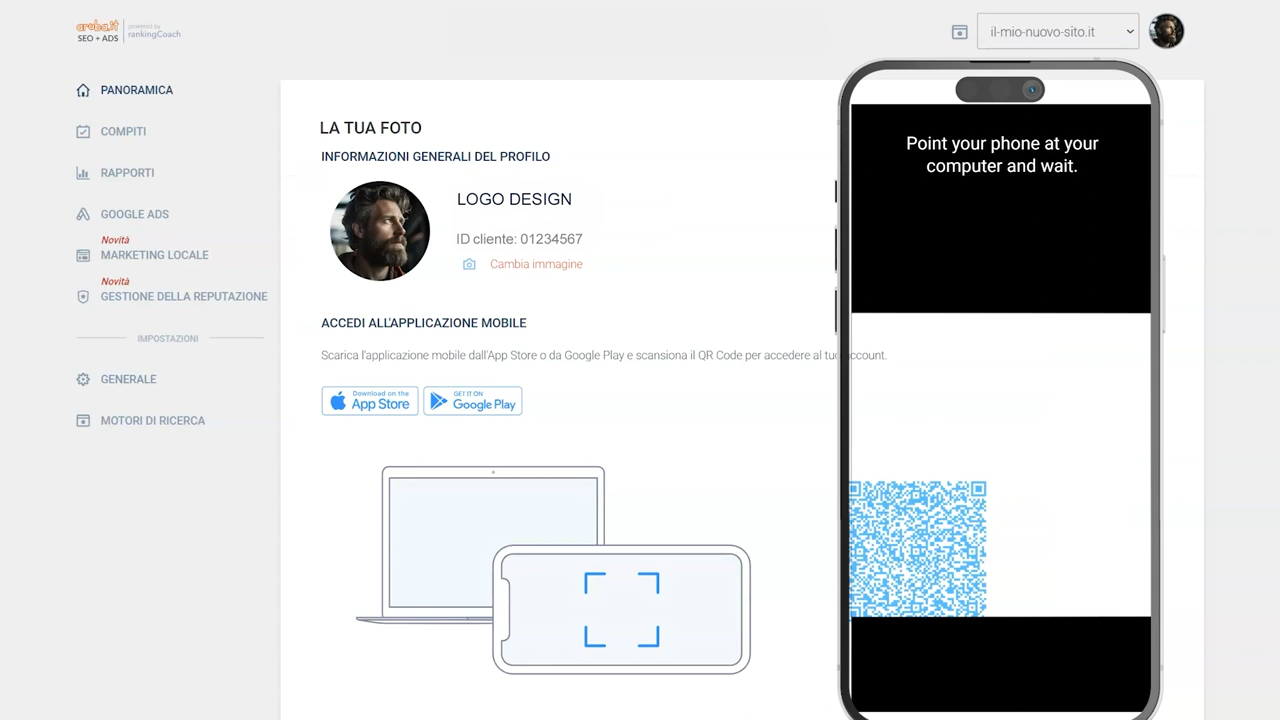 aruba.it
SEO + ADS
powered by
rankingCoach
il-mio-nuovo-sito.it
PANORAMICA
COMPITI
RAPPORTI
GOOGLE ADS
Novità
MARKETING LOCALE
Novità
GESTIONE DELLA REPUTAZIONE
IMPOSTAZIONI
GENERALE
MOTORI DI RICERCA
LA TUA FOTO
INFORMAZIONI GENERALI DEL PROFILO
LOGO DESIGN
ID cliente: 01234567
Cambia immagine
ACCEDI ALL'APPLICAZIONE MOBILE
Scarica l'applicazione mobile dall'App Store o da Google Play e scansiona il QR Code per accedere al tuo account.
Download on the
App Store
GET IT ON
Google Play
Point your phone at your
computer and wait.